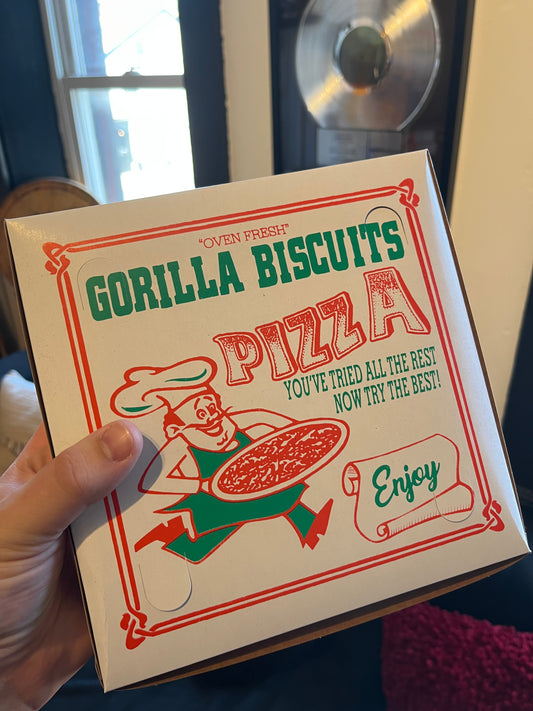 "OVEN FRESH"
GORILLA BISCUITS
PIZZA
YOU'VE TRIED ALL THE REST
NOW TRY THE BEST!
Enjoy